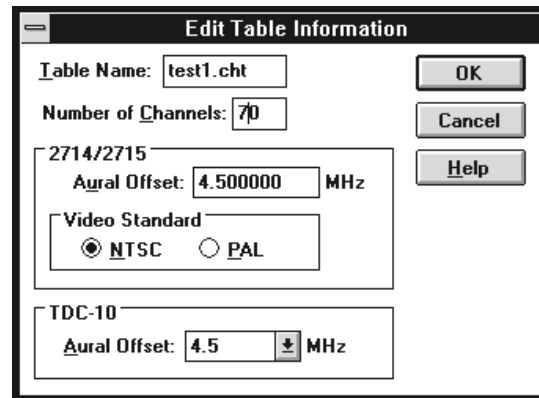 Edit Table Information
Table Name: test1.cht
OK
Number of Channels: 70
Cancel
Help
2714/2715
Aural Offset: 4.500000 MHz
Video Standard
NTSC PAL
TDC-10
Aural Offset: 4.5 MHz